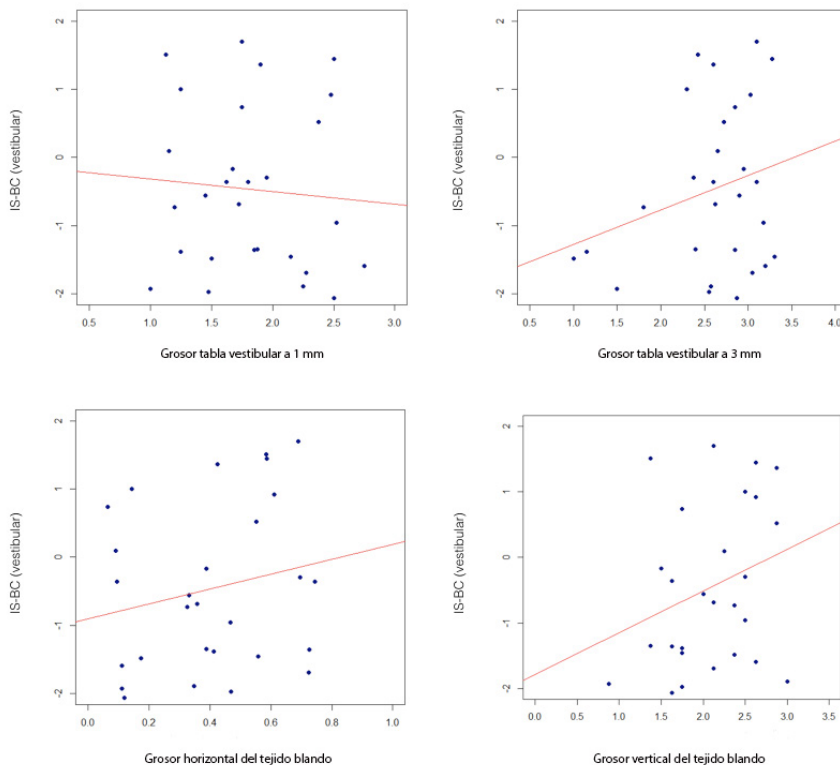 2
1
0
-1
-2
IS-BC (vestibular)
0.5 1.0 1.5 2.0 2.5 3.0
Grosor tabla vestibular a 1 mm
2
1
0
-1
-2
IS-BC (vestibular)
0.5 1.0 1.5 2.0 2.5 3.0 3.5 4.0
Grosor tabla vestibular a 3 mm
2
1
0
-1
-2
IS-BC (vestibular)
0.0 0.2 0.4 0.6 0.8 1.0
Grosor horizontal del tejido blando
2
1
0
-1
-2
IS-BC (vestibular)
0.0 0.5 1.0 1.5 2.0 2.5 3.0 3.5
Grosor vertical del tejido blando